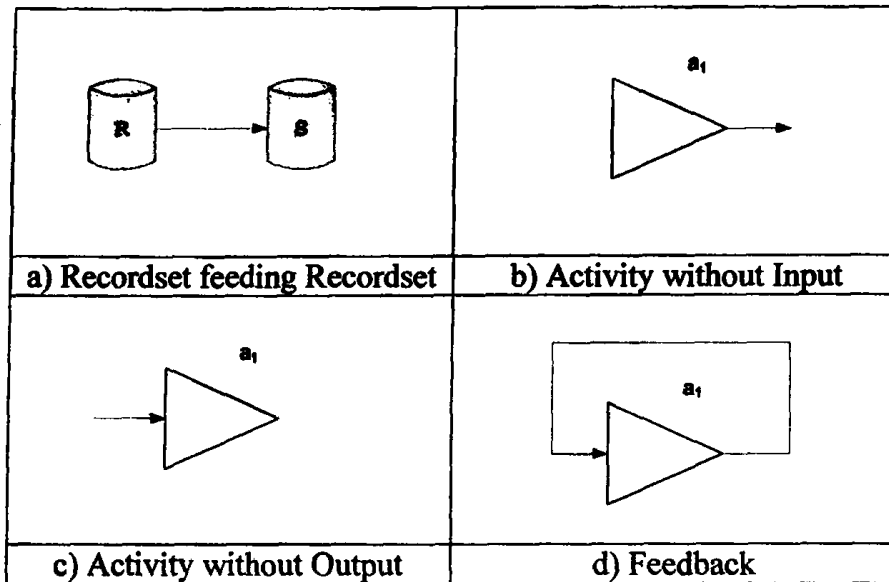 R
S
a₁
a) Recordset feeding Recordset
b) Activity without Input
a₁
a₁
c) Activity without Output
d) Feedback